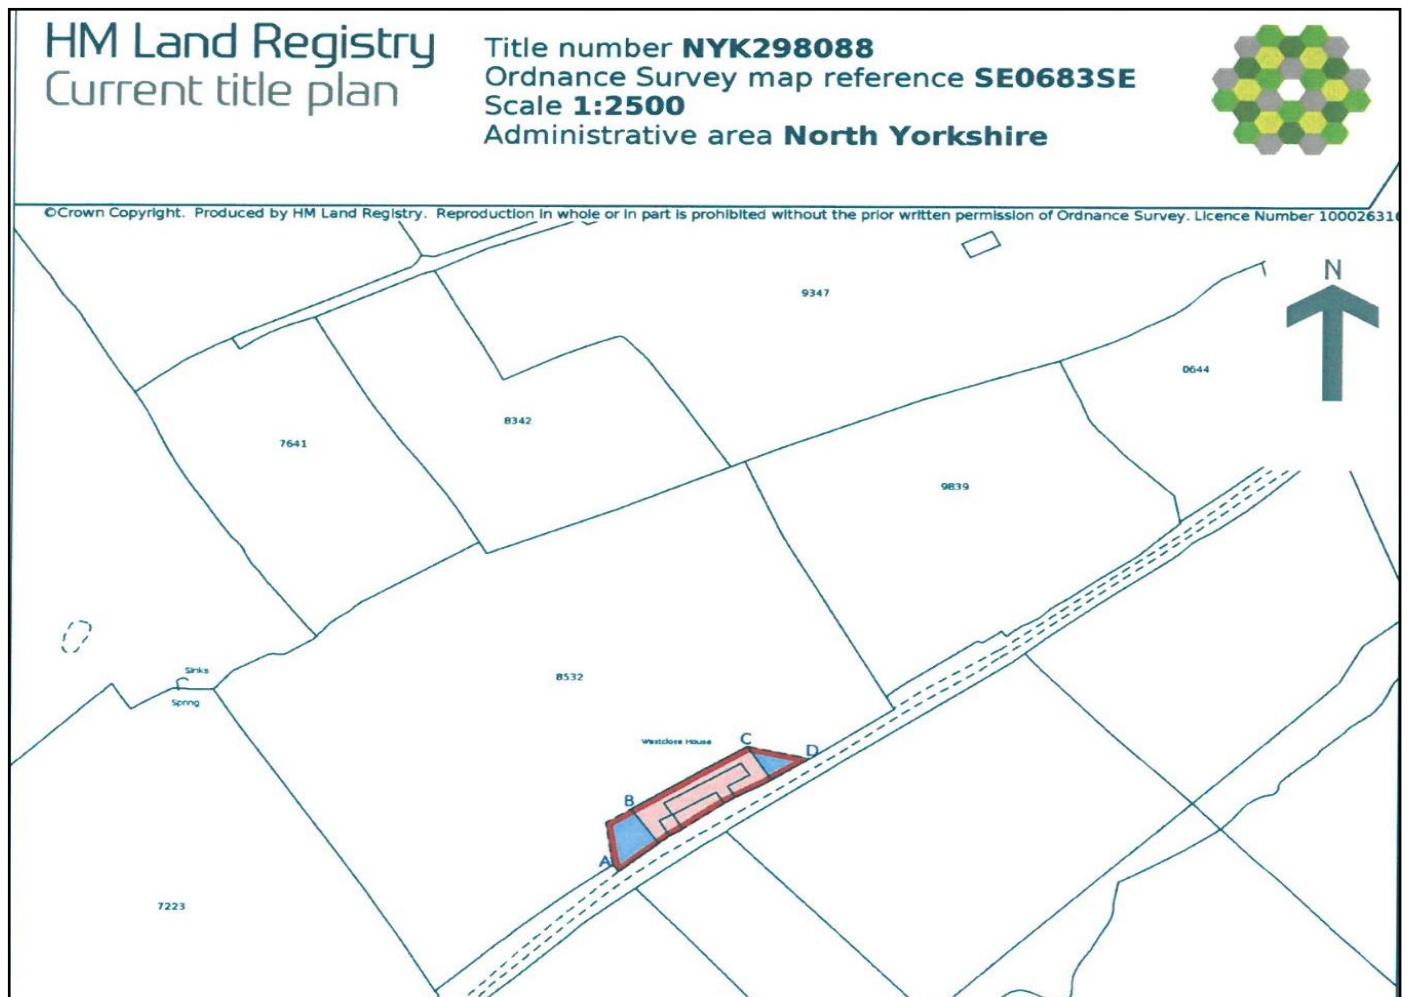 HM Land Registry
Current title plan
Title number NYK298088
Ordnance Survey map reference SE0683SE
Scale 1:2500
Administrative area North Yorkshire
©Crown Copyright. Produced by HM Land Registry. Reproduction in whole or in part is prohibited without the prior written permission of Ordnance Survey. Licence Number 10002631
N
9347
0644
8342
7641
9839
Sinks
8532
Spring
Westclose House
C
D
B
A
7223